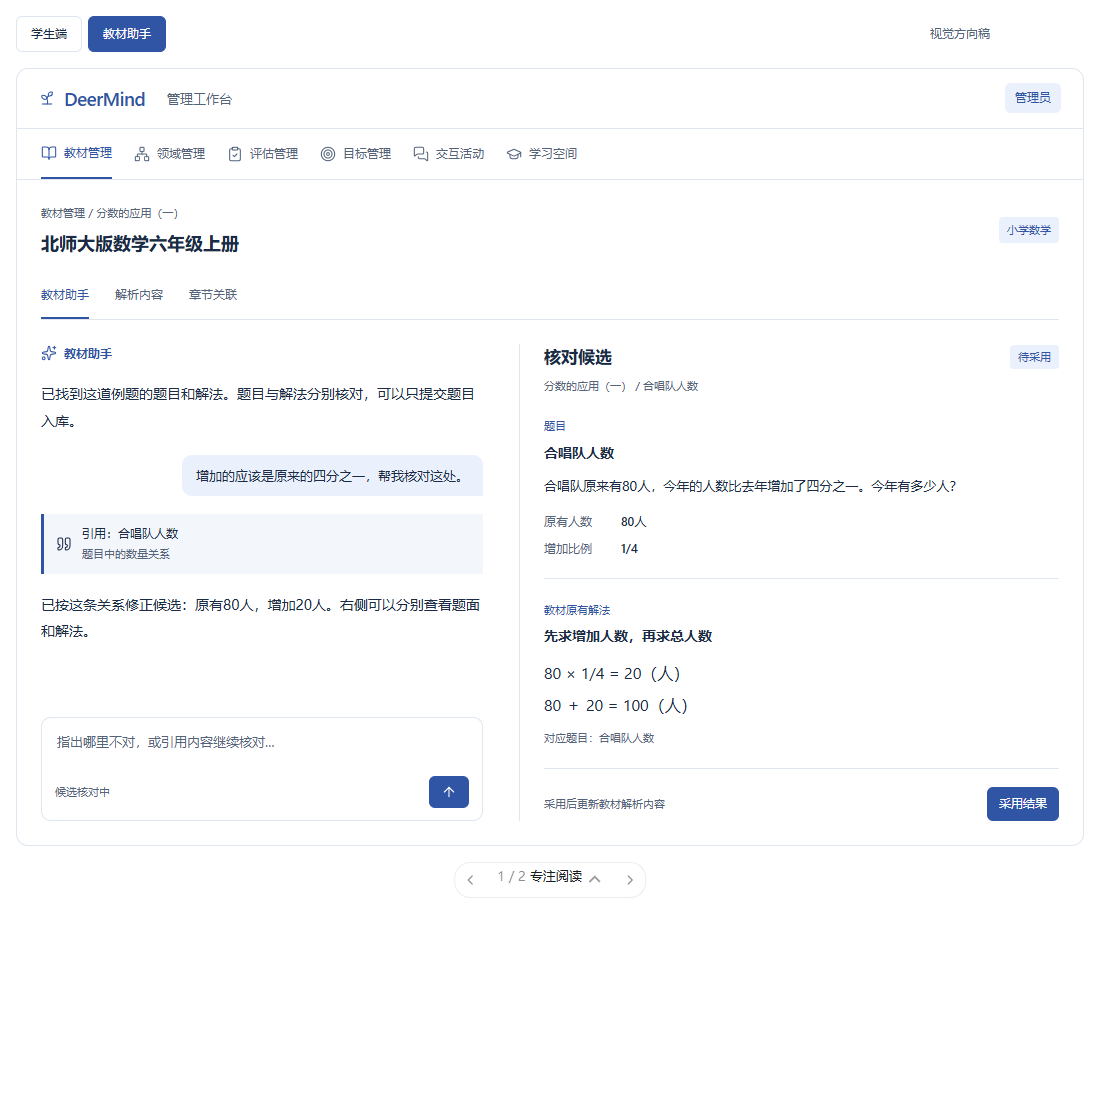 学生端 教材助手 视觉方向稿
DeerMind 管理工作台 管理员
教材管理 领域管理 评估管理 目标管理 交互活动 学习空间
教材管理 / 分数的应用（一）
北师大版数学六年级上册 小学数学
教材助手 解析内容 章节关联
教材助手
已找到这道例题的题目和解法。题目与解法分别核对，可以只提交题目
入库。
增加的应该是原来的四分之一，帮我核对这处。
引用：合唱队人数
题目中的数量关系
已按这条关系修正候选：原有80人，增加20人。右侧可以分别查看题面
和解法。
指出哪里不对，或引用内容继续核对...
候选核对中
核对候选 待采用
分数的应用（一） / 合唱队人数
题目
合唱队人数
合唱队原来有80人，今年的人数比去年增加了四分之一。今年有多少人？
原有人数 80人
增加比例 1/4
教材原有解法
先求增加人数，再求总人数
80 × 1/4 = 20（人）
80 + 20 = 100（人）
对应题目：合唱队人数
采用后更新教材解析内容 采用结果
1 / 2 专注阅读